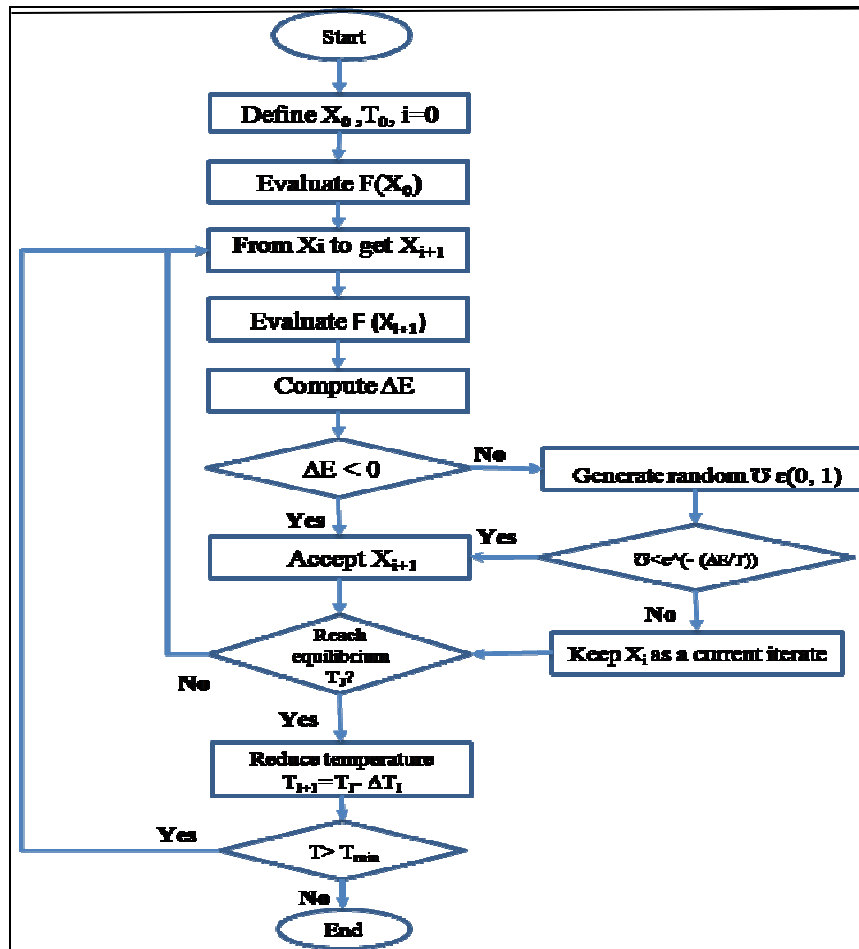 Start
Define X₀ ,T₀, i=0
Evaluate F(X₀)
From Xi to get Xᵢ₊₁
Evaluate F (Xᵢ₊₁)
Compute ΔE
ΔE < 0
No
Generate random Ʊ ε(0, 1)
Yes
Yes
Accept Xᵢ₊₁
Ʊ<e^(- (ΔE/T))
No
Reach
equilibrium
Tⱼ?
Keep Xᵢ as a current iterate
No
Yes
Reduce temperature
Tᵢ₊₁=Tᵢ- ΔTᵢ
Yes
T> Tmin
No
End